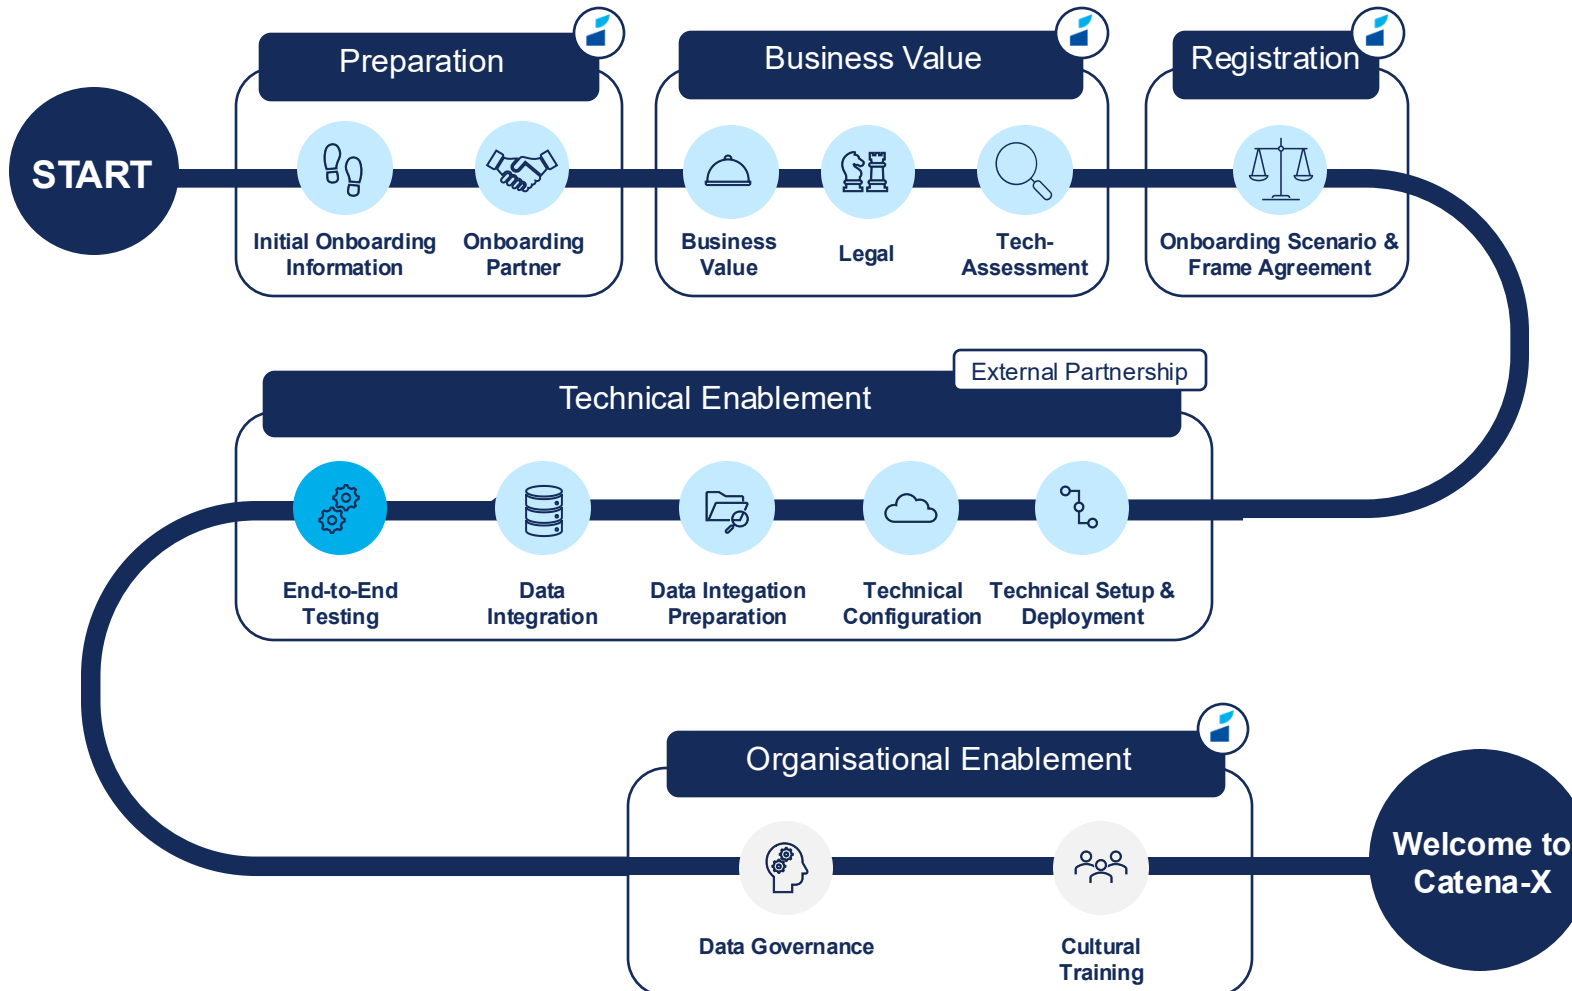 Preparation
Business Value
Registration
START
Initial Onboarding
Information
Onboarding
Partner
Business
Value
Legal
Tech-
Assessment
Onboarding Scenario &
Frame Agreement
External Partnership
Technical Enablement
End-to-End
Testing
Data
Integration
Data Integation
Preparation
Technical
Configuration
Technical Setup &
Deployment
Organisational Enablement
Data Governance
Cultural
Training
Welcome to
Catena-X